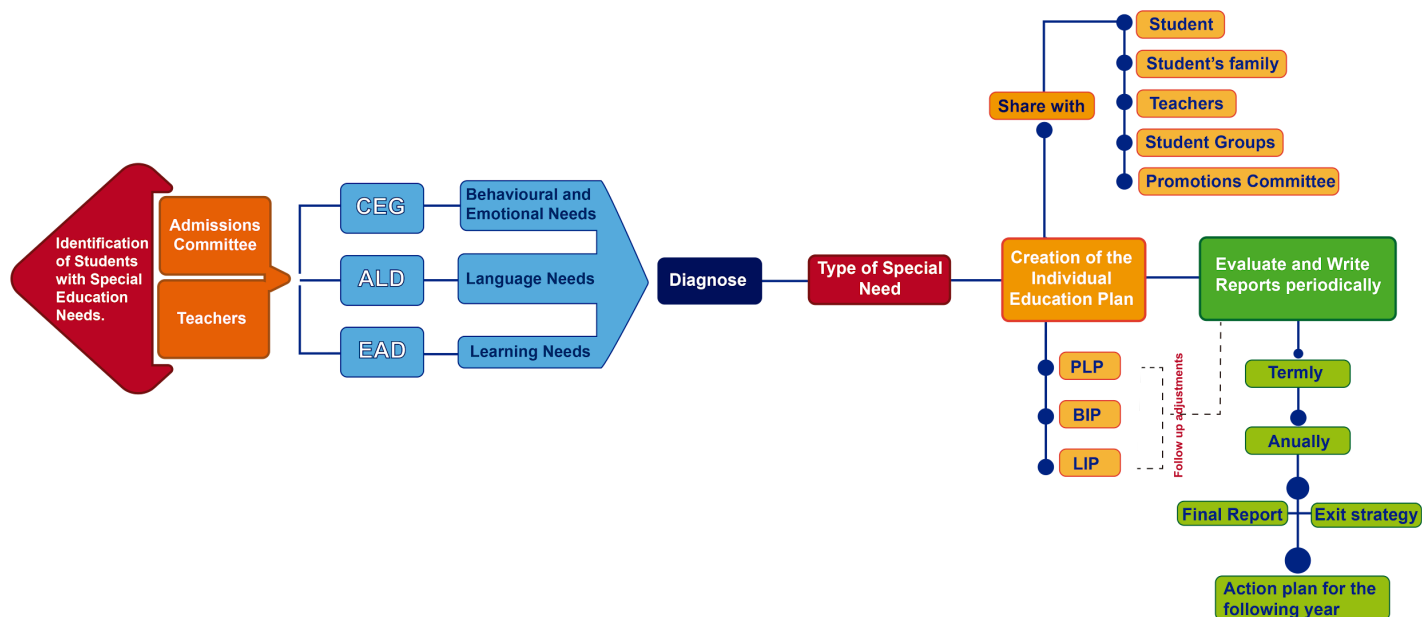 Identification
of Students
with Special
Education
Needs.
Admissions
Committee
Teachers
CEG
ALD
EAD
Behavioural and
Emotional Needs
Language Needs
Learning Needs
Diagnose
Type of Special
Need
Creation of the
Individual
Education Plan
Share with
Student
Student's family
Teachers
Student Groups
Promotions Committee
PLP
BIP
LIP
Follow up adjustments
Evaluate and Write
Reports periodically
Termly
Anually
Final Report
Exit strategy
Action plan for the
following year